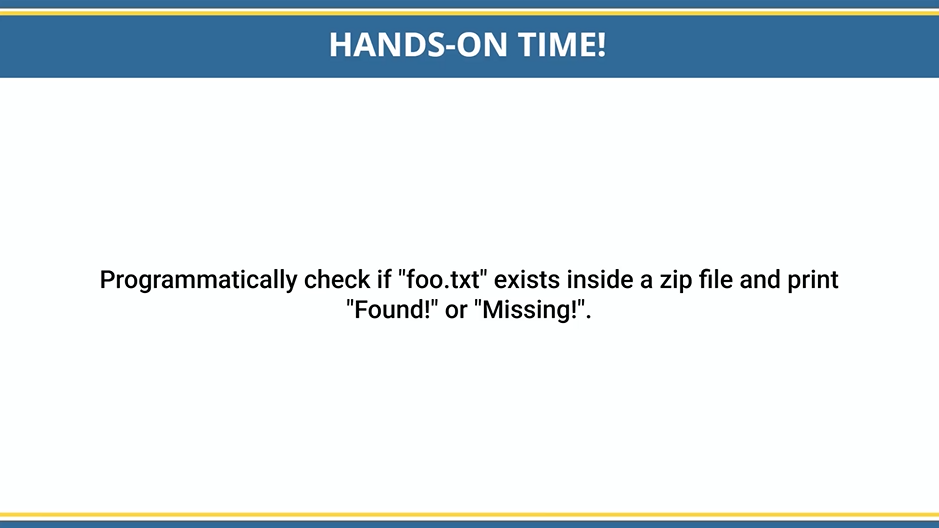 HANDS-ON TIME!
Programmatically check if "foo.txt" exists inside a zip file and print
"Found!" or "Missing!".